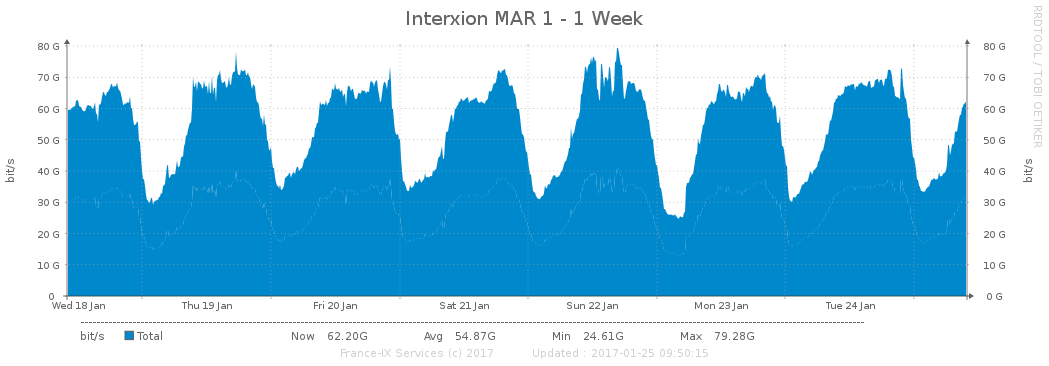 Interxion MAR 1 - 1 Week
RRDTOOL / TOBI OETIKER
bit/s
80 G 80 G
70 G 70 G
60 G 60 G
50 G 50 G
40 G 40 G
30 G 30 G
20 G 20 G
10 G 10 G
0 0 G
bit/s
Wed 18 Jan Thu 19 Jan Fri 20 Jan Sat 21 Jan Sun 22 Jan Mon 23 Jan Tue 24 Jan
bit/s Total Now 62.20G Avg 54.87G Min 24.61G Max 79.28G
France-IX Services (c) 2017 Updated : 2017-01-25 09:50:15